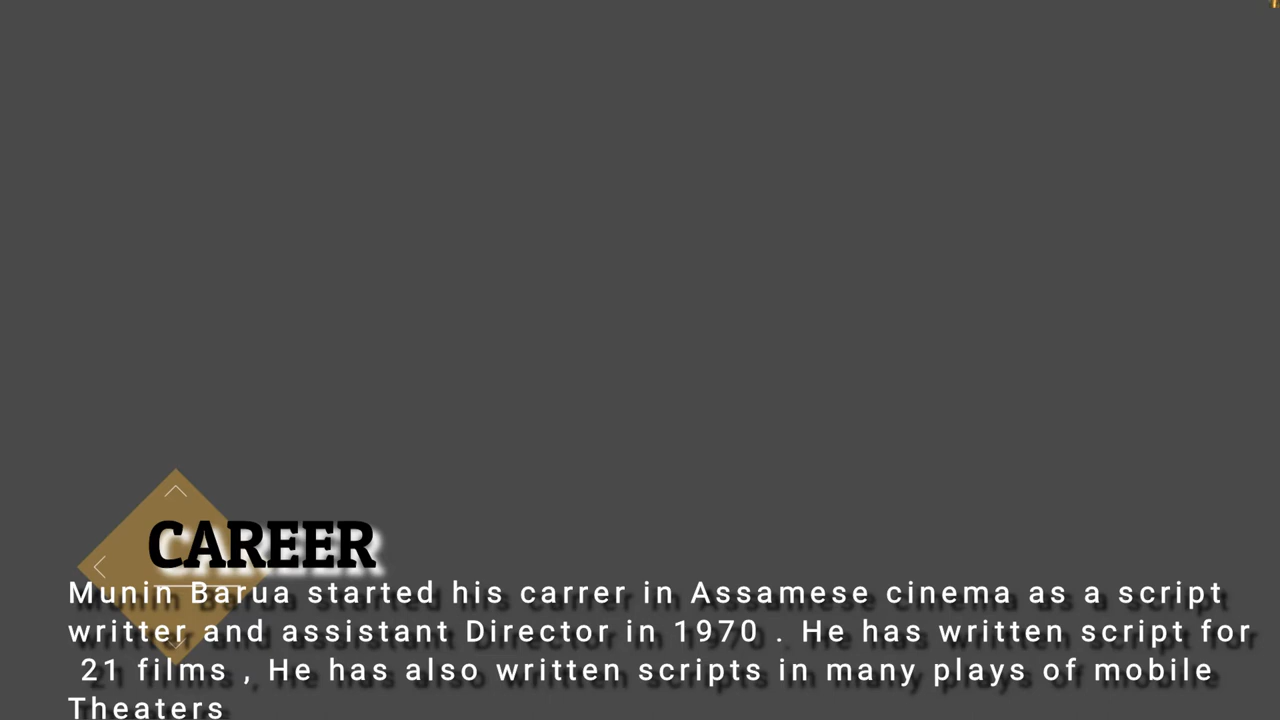 CAREER
Munin Barua started his carrer in Assamese cinema as a script
writter and assistant Director in 1970 . He has written script for
21 films , He has also written scripts in many plays of mobile
Theaters